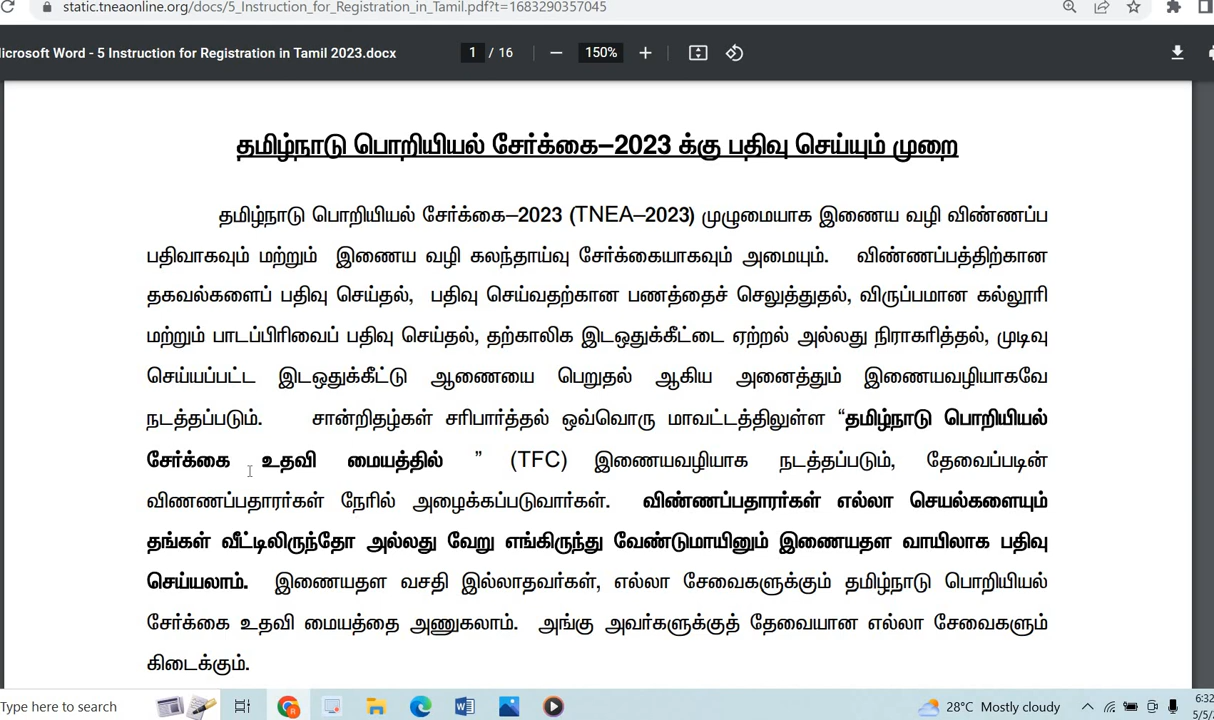 static.tneaonline.org/docs/5_Instruction_for_Registration_in_Tamil.pdf?t=1683290357045
icrosoft Word - 5 Instruction for Registration in Tamil 2023.docx 1 / 16 — 150% +
தமிழ்நாடு பொறியியல் சேர்க்கை–2023 க்கு பதிவு செய்யும் முறை
தமிழ்நாடு பொறியியல் சேர்க்கை–2023 (TNEA–2023) முழுமையாக இணைய வழி விண்ணப்ப
பதிவாகவும் மற்றும் இணைய வழி கலந்தாய்வு சேர்க்கையாகவும் அமையும். விண்ணப்பத்திற்கான
தகவல்களைப் பதிவு செய்தல், பதிவு செய்வதற்கான பணத்தைச் செலுத்துதல், விருப்பமான கல்லூரி
மற்றும் பாடப்பிரிவைப் பதிவு செய்தல், தற்காலிக இடஒதுக்கீட்டை ஏற்றல் அல்லது நிராகரித்தல், முடிவு
செய்யப்பட்ட இடஒதுக்கீட்டு ஆணையை பெறுதல் ஆகிய அனைத்தும் இணையவழியாகவே
நடத்தப்படும். சான்றிதழ்கள் சரிபார்த்தல் ஒவ்வொரு மாவட்டத்திலுள்ள “தமிழ்நாடு பொறியியல்
சேர்க்கை உதவி மையத்தில் ” (TFC) இணையவழியாக நடத்தப்படும், தேவைப்படின்
விணணப்பதாரர்கள் நேரில் அழைக்கப்படுவார்கள். விண்ணப்பதாரர்கள் எல்லா செயல்களையும்
தங்கள் வீட்டிலிருந்தோ அல்லது வேறு எங்கிருந்து வேண்டுமாயினும் இணையதள வாயிலாக பதிவு
செய்யலாம். இணையதள வசதி இல்லாதவர்கள், எல்லா சேவைகளுக்கும் தமிழ்நாடு பொறியியல்
சேர்க்கை உதவி மையத்தை அணுகலாம். அங்கு அவர்களுக்குத் தேவையான எல்லா சேவைகளும்
கிடைக்கும்.
Type here to search 28°C Mostly cloudy 6:32
5/5/